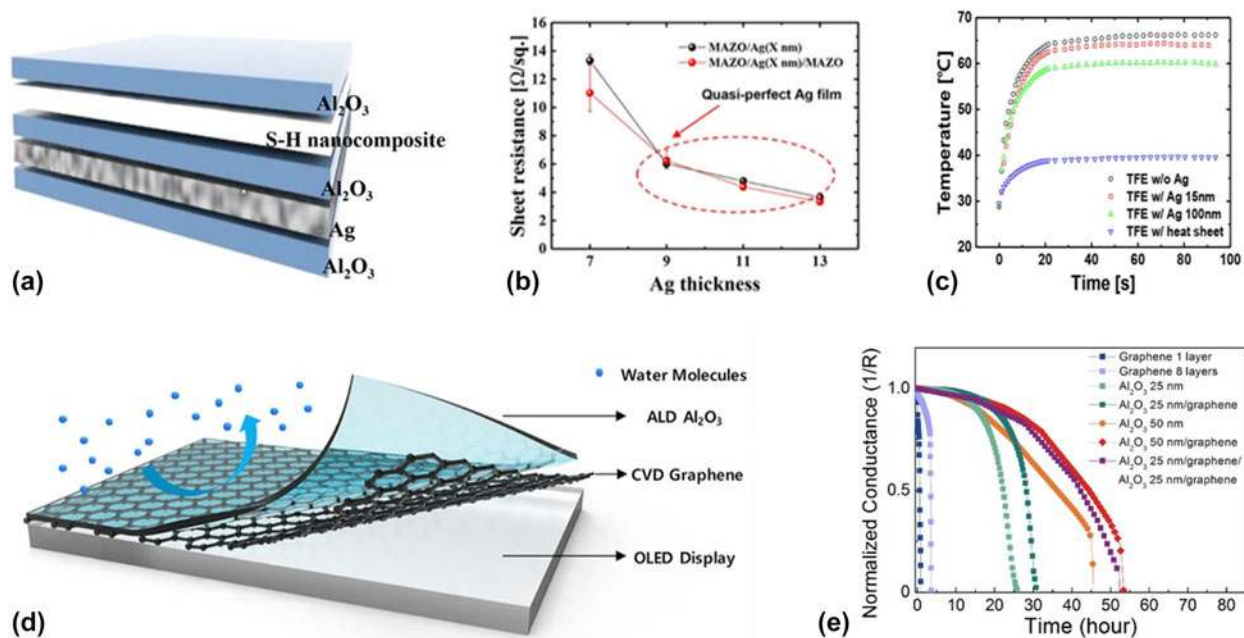 Al₂O₃
S-H nanocomposite
Al₂O₃
Ag
Al₂O₃
(a)
Sheet resistance [Ω/sq.]
16
14
12
10
8
6
4
2
0
MAZO/Ag(X nm)
MAZO/Ag(X nm)/MAZO
Quasi-perfect Ag film
7
9
11
13
Ag thickness
(b)
Temperature [°C]
70
60
50
40
30
20
TFE w/o Ag
TFE w/ Ag 15nm
TFE w/ Ag 100nm
TFE w/ heat sheet
0
20
40
60
80
100
Time [s]
(c)
Water Molecules
ALD Al₂O₃
CVD Graphene
OLED Display
(d)
Normalized Conductance (1/R)
1.0
0.5
0
Graphene 1 layer
Graphene 8 layers
Al₂O₃ 25 nm
Al₂O₃ 25 nm/graphene
Al₂O₃ 50 nm
Al₂O₃ 50 nm/graphene
Al₂O₃ 25 nm/graphene/
Al₂O₃ 25 nm/graphene
0
10
20
30
40
50
60
70
80
Time (hour)
(e)